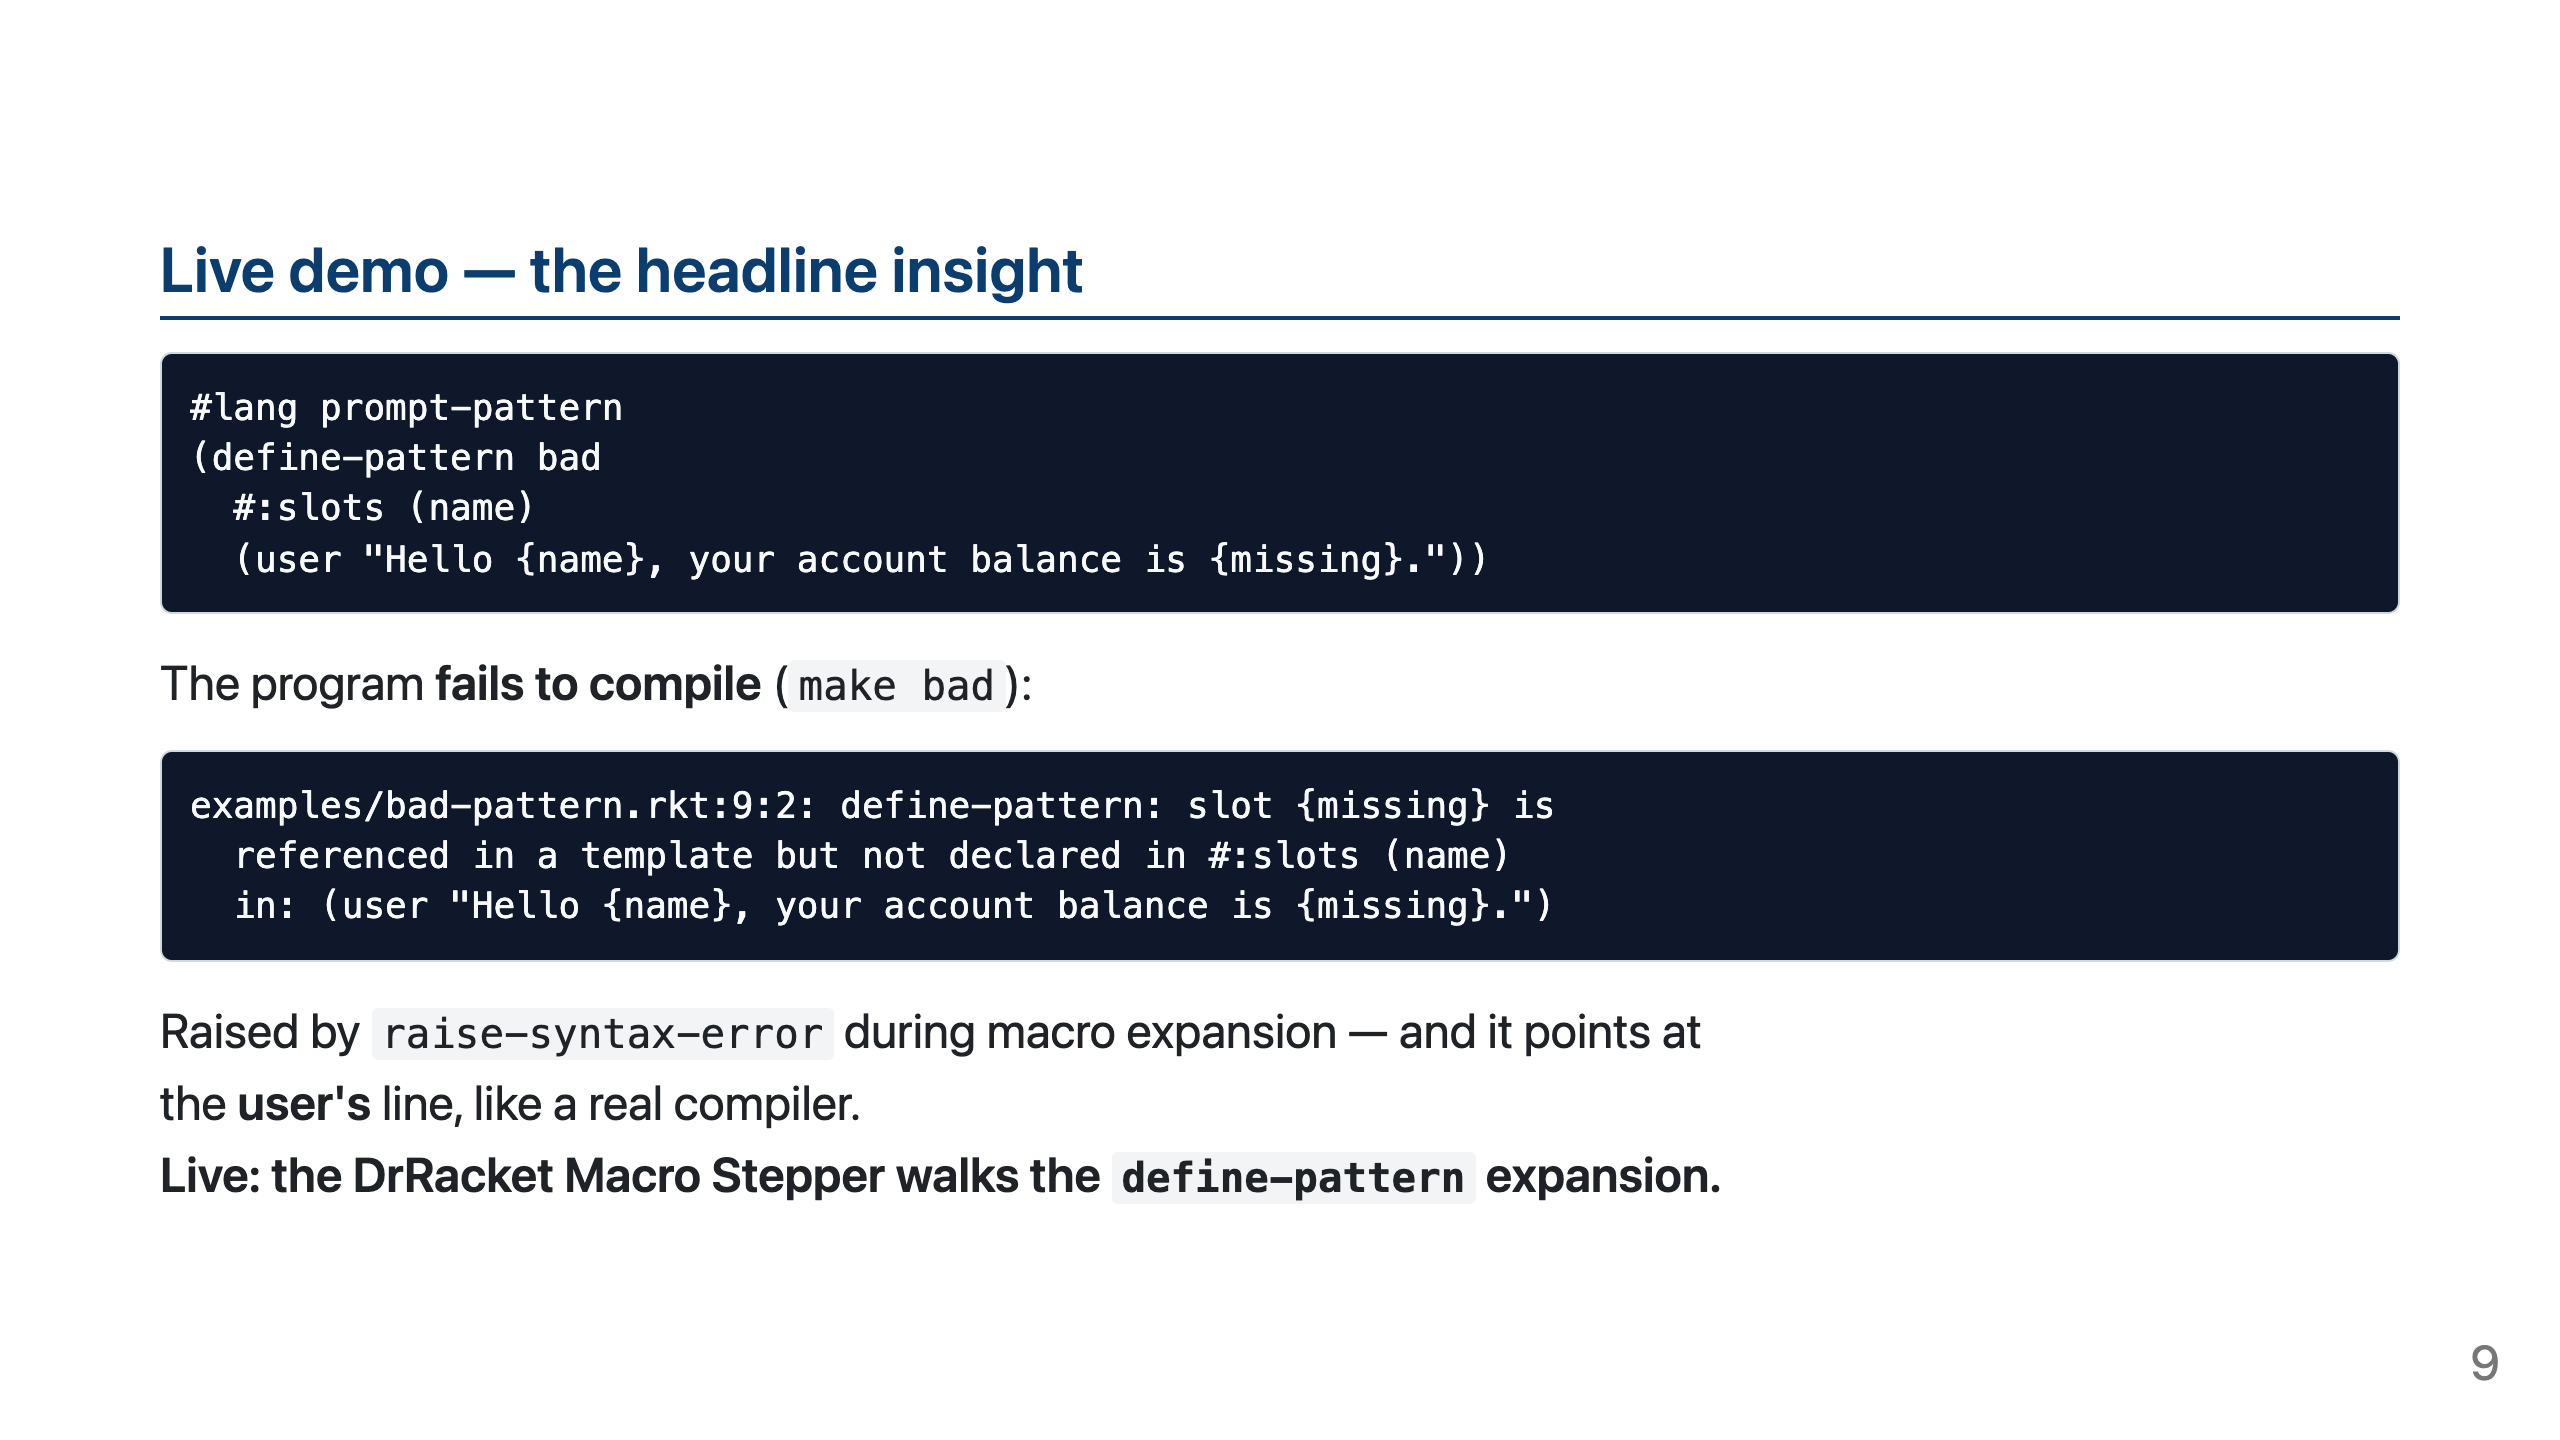 Live demo — the headline insight
#lang prompt-pattern
(define-pattern bad
  #:slots (name)
  (user "Hello {name}, your account balance is {missing}."))
The program fails to compile ( make bad ):
examples/bad-pattern.rkt:9:2: define-pattern: slot {missing} is
  referenced in a template but not declared in #:slots (name)
  in: (user "Hello {name}, your account balance is {missing}.")
Raised by raise-syntax-error during macro expansion — and it points at
the user's line, like a real compiler.
Live: the DrRacket Macro Stepper walks the define-pattern expansion.
9